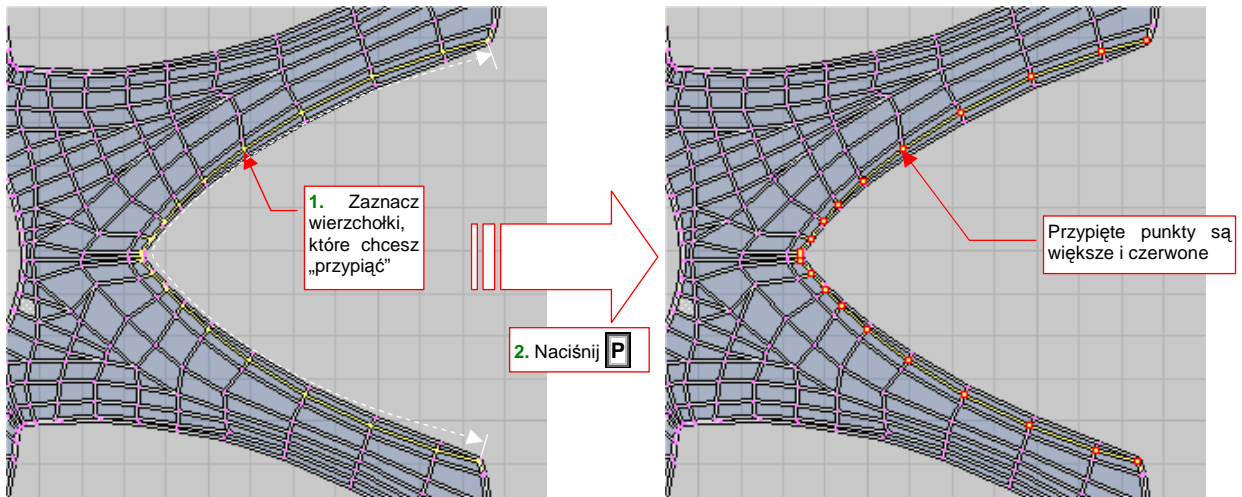 1. Zaznacz
wierzchołki,
które chcesz
„przypiąć”
2. Naciśnij P
Przypięte punkty są
większe i czerwone